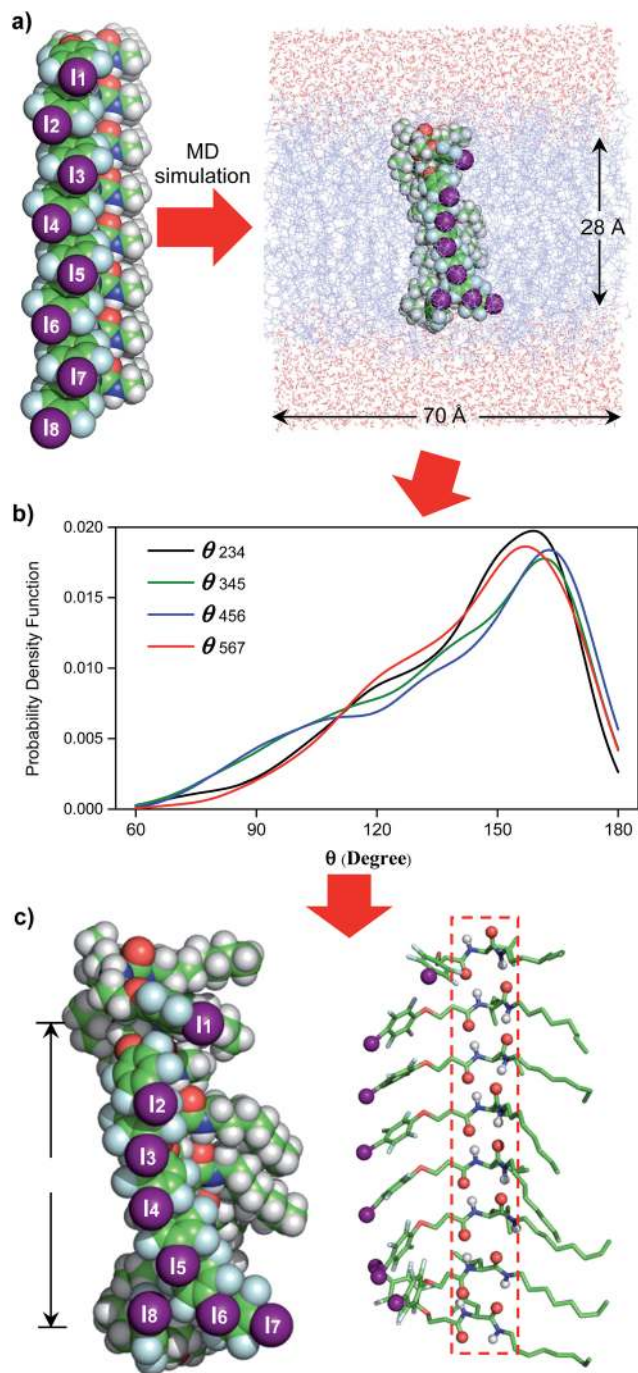 a)
I1
I2
I3
I4
I5
I6
I7
I8
MD
simulation
28 Å
70 Å
b)
Probability Density Function
0.020
0.015
0.010
0.005
0.000
θ 234
θ 345
θ 456
θ 567
60 90 120 150 180
θ (Degree)
c)
I1
I2
I3
I4
I5
I8 I6 I7